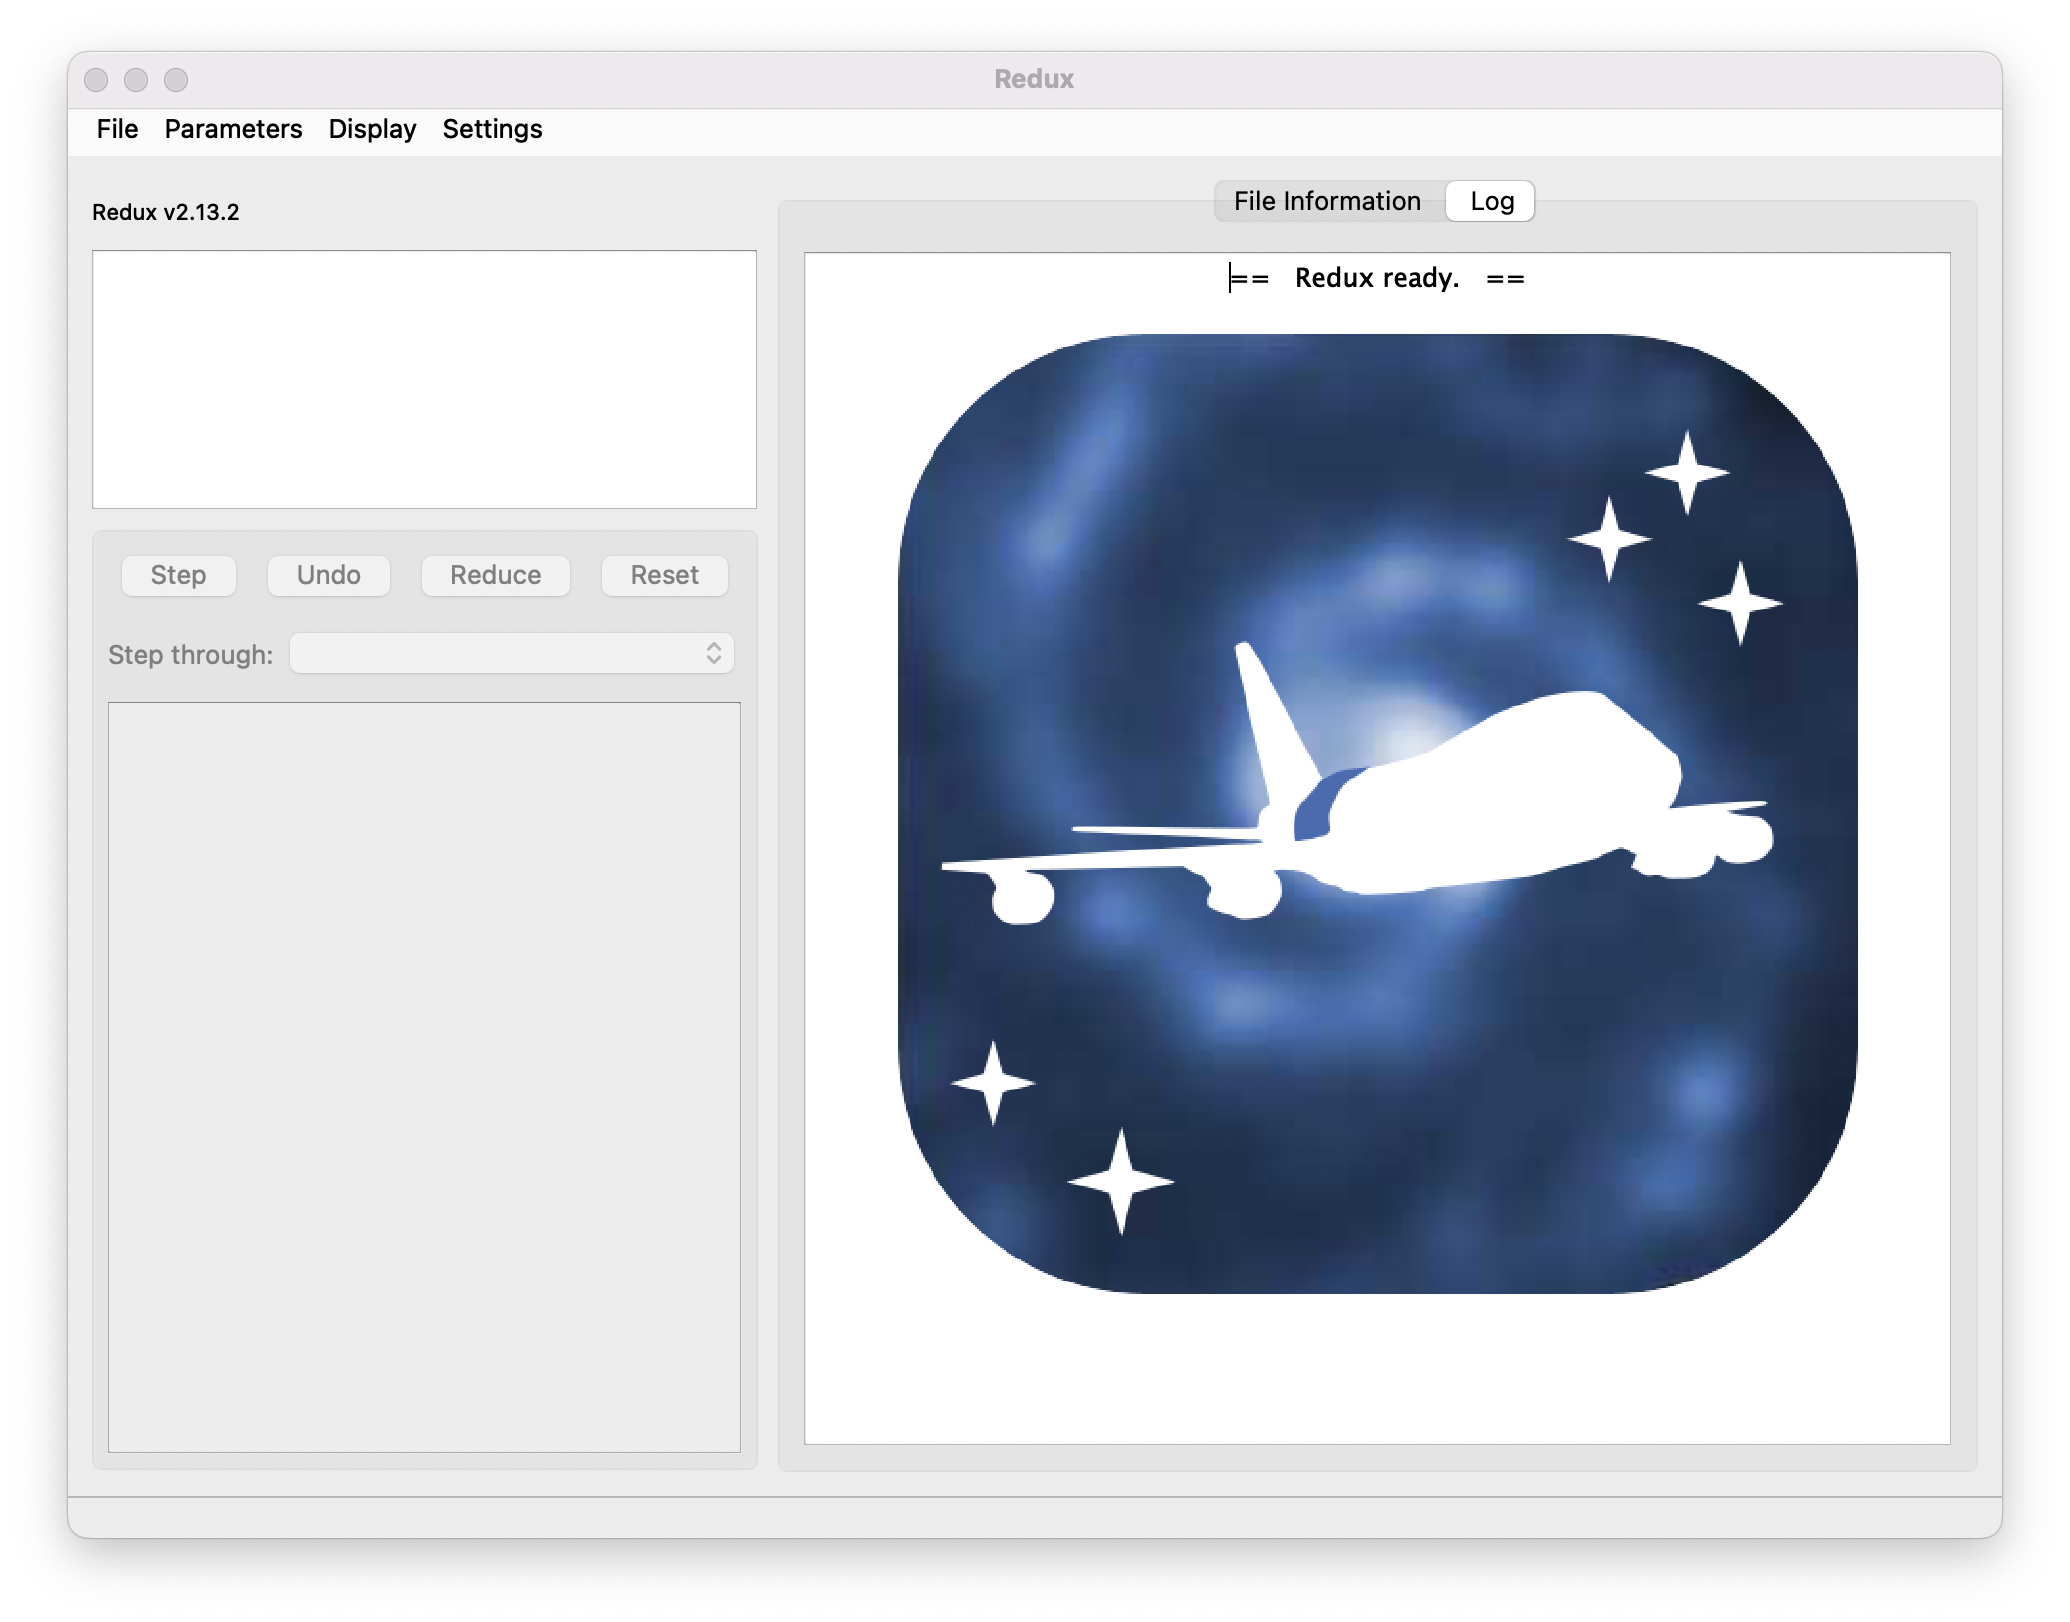 Redux
File Parameters Display Settings
Redux v2.13.2
Step Undo Reduce Reset
Step through:
File Information Log
== Redux ready. ==